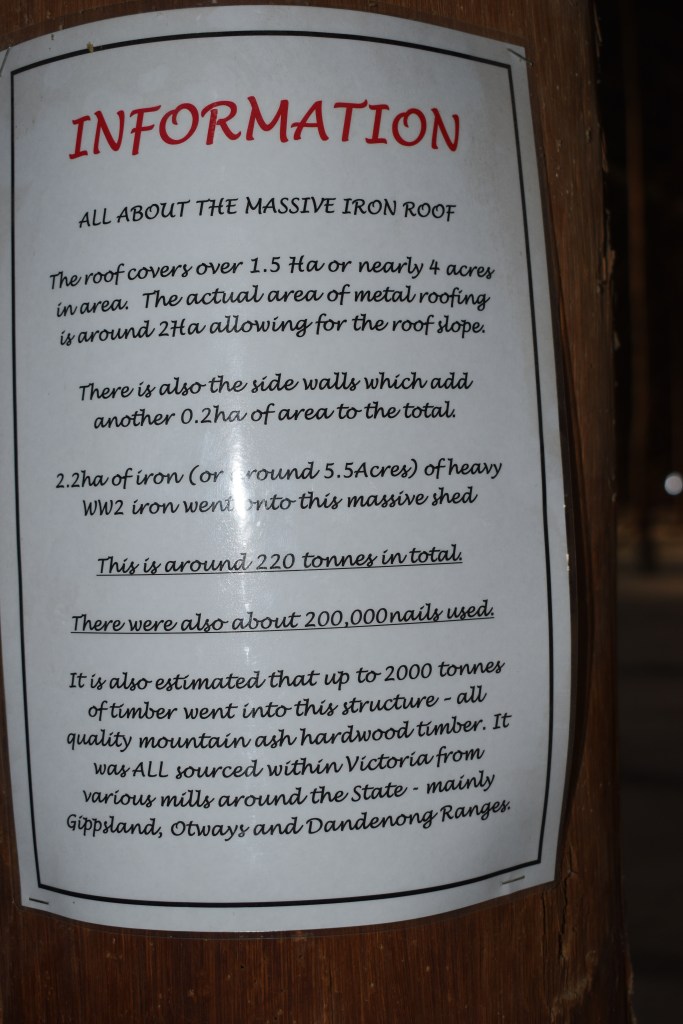 INFORMATION
ALL ABOUT THE MASSIVE IRON ROOF
The roof covers over 1.5 Ha or nearly 4 acres
in area. The actual area of metal roofing
is around 2Ha allowing for the roof slope.
There is also the side walls which add
another 0.2ha of area to the total.
2.2ha of iron (or around 5.5Acres) of heavy
WW2 iron went onto this massive shed
This is around 220 tonnes in total.
There were also about 200,000nails used.
It is also estimated that up to 2000 tonnes
of timber went into this structure - all
quality mountain ash hardwood timber. It
was ALL sourced within Victoria from
various mills around the State - mainly
Gippsland, Otways and Dandenong Ranges.